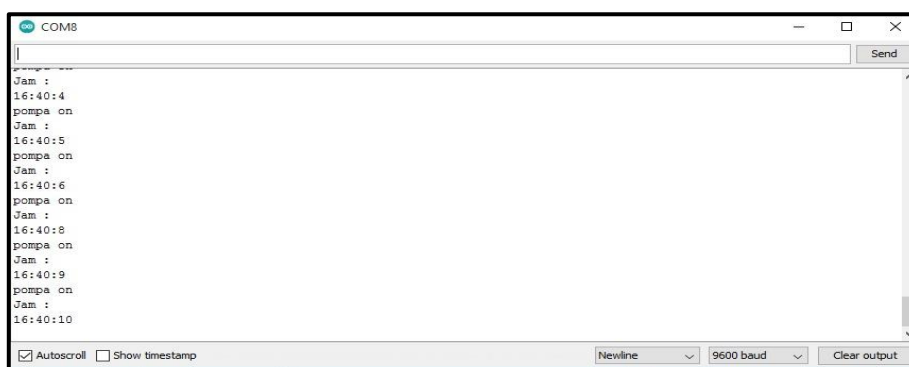 COM8
Send
pompa on
Jam :
16:40:4
pompa on
Jam :
16:40:5
pompa on
Jam :
16:40:6
pompa on
Jam :
16:40:8
pompa on
Jam :
16:40:9
pompa on
Jam :
16:40:10
Autoscroll Show timestamp Newline 9600 baud Clear output